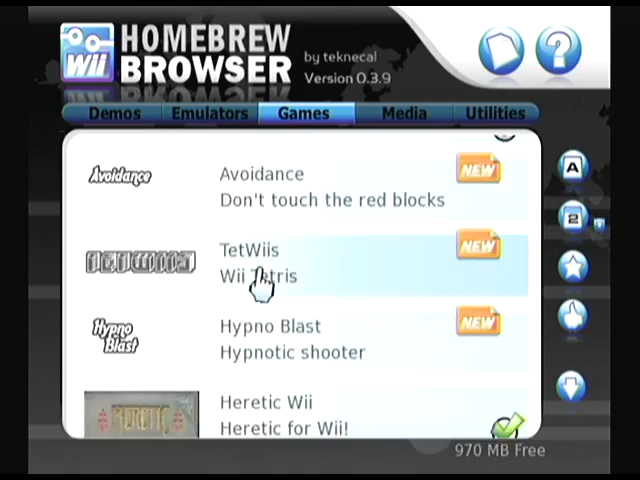 HOMEBREW
BROWSER
Wii
by teknecal
Version 0.3.9
?
Demos Emulators Games Media Utilities
Avoidance
Avoidance
Don't touch the red blocks
NEW
TetWiis
TetWiis
Wii Tetris
NEW
Hypno
Blast
Hypno Blast
Hypnotic shooter
NEW
HERETIC
Heretic Wii
Heretic for Wii!
A
2
970 MB Free